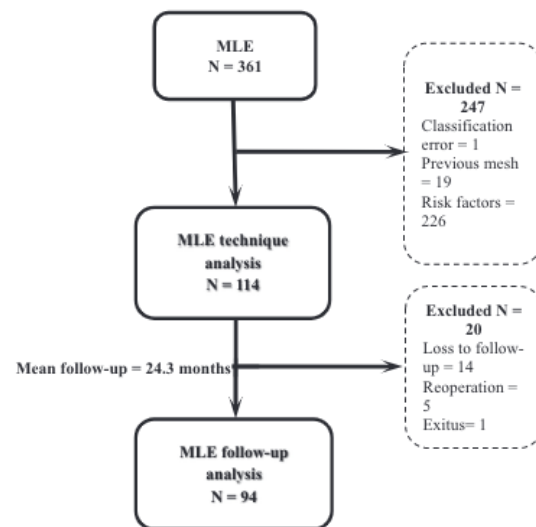 MLE
N = 361
Excluded N =
247
Classification
error = 1
Previous mesh
= 19
Risk factors =
226
MLE technique
analysis
N = 114
Excluded N =
20
Loss to follow-
up = 14
Reoperation =
5
Exitus= 1
Mean follow-up = 24.3 months
MLE follow-up
analysis
N = 94